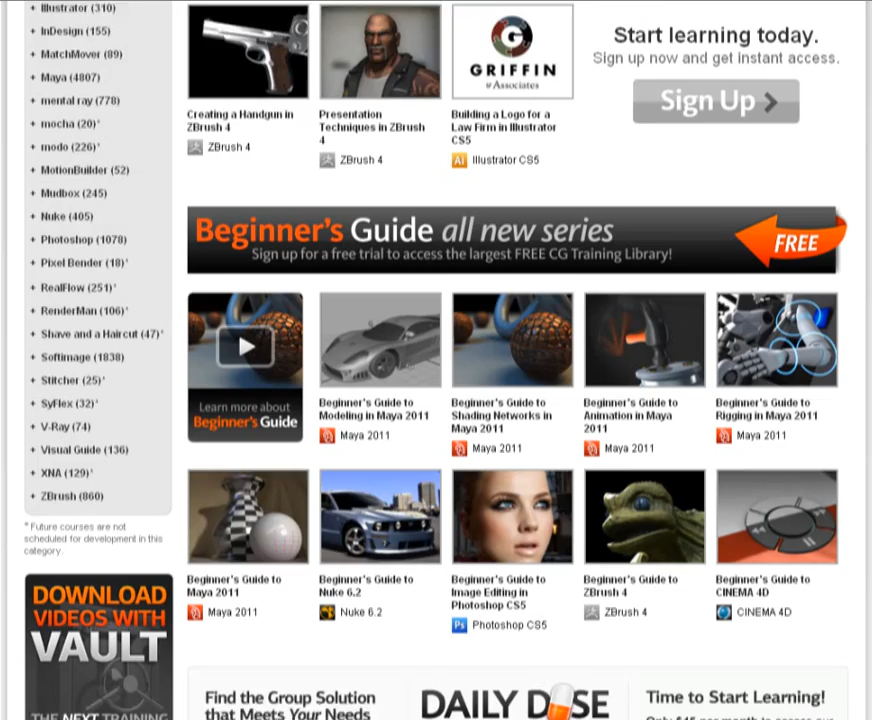 + Illustrator (310)
+ InDesign (155)
+ MatchMover (89)
+ Maya (4807)
+ mental ray (778)
+ mocha (20)*
+ modo (226)*
+ MotionBuilder (52)
+ Mudbox (245)
+ Nuke (405)
+ Photoshop (1078)
+ Pixel Bender (18)*
+ RealFlow (251)*
+ RenderMan (106)*
+ Shave and a Haircut (47)*
+ Softimage (1838)
+ Stitcher (25)*
+ SyFlex (32)*
+ V-Ray (74)
+ Visual Guide (136)
+ XNA (129)*
+ ZBrush (860)
* Future courses are not
scheduled for development in this
category.
DOWNLOAD
VIDEOS WITH
VAULT
THE NEXT TRAINING
G
GRIFFIN
& Associates
Creating a Handgun in
ZBrush 4
ZBrush 4
Presentation
Techniques in ZBrush
4
ZBrush 4
Building a Logo for a
Law Firm in Illustrator
CS5
Ai Illustrator CS5
Start learning today.
Sign up now and get instant access.
Sign Up >
Beginner's Guide all new series
Sign up for a free trial to access the largest FREE CG Training Library!
FREE
Learn more about
Beginner's Guide
Beginner's Guide to
Modeling in Maya 2011
Maya 2011
Beginner's Guide to
Shading Networks in
Maya 2011
Maya 2011
Beginner's Guide to
Animation in Maya
2011
Maya 2011
Beginner's Guide to
Rigging in Maya 2011
Maya 2011
Beginner's Guide to
Maya 2011
Maya 2011
Beginner's Guide to
Nuke 6.2
Nuke 6.2
Beginner's Guide to
Image Editing in
Photoshop CS5
Ps Photoshop CS5
Beginner's Guide to
ZBrush 4
ZBrush 4
Beginner's Guide to
CINEMA 4D
CINEMA 4D
Find the Group Solution
that Meets Your Needs
DAILY DOSE
Time to Start Learning!